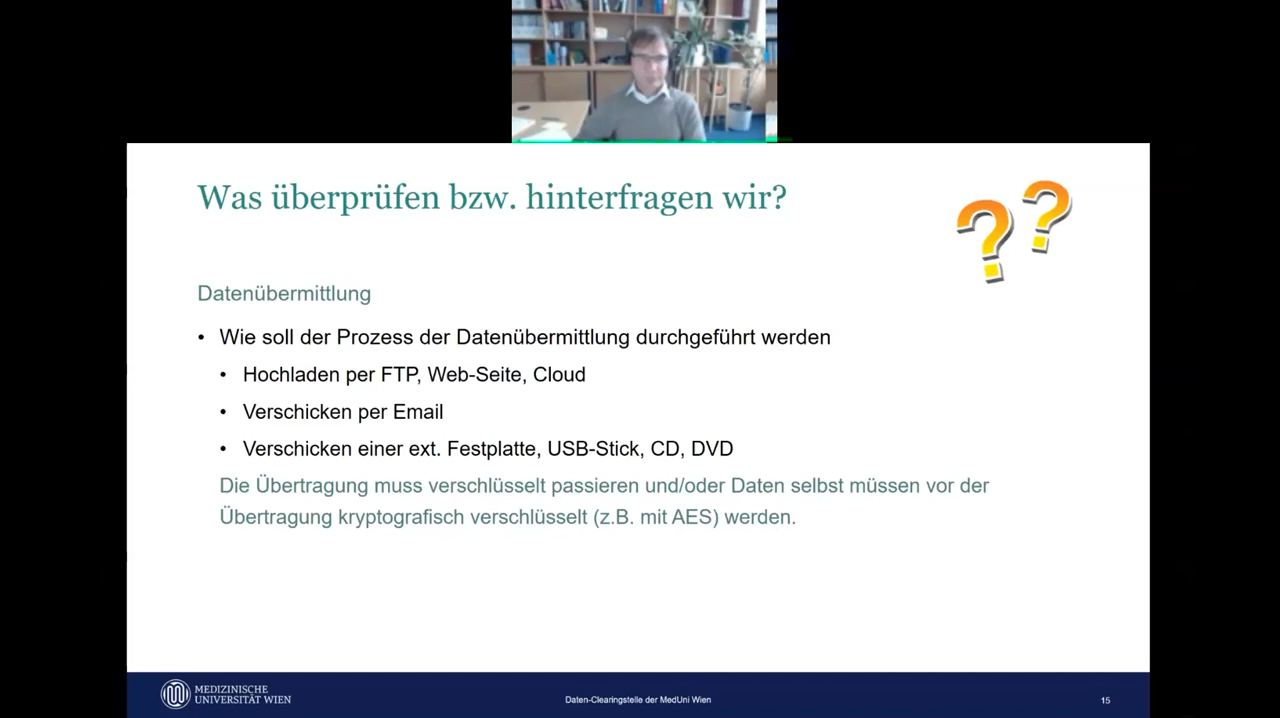 Was überprüfen bzw. hinterfragen wir?
??
Datenübermittlung
• Wie soll der Prozess der Datenübermittlung durchgeführt werden
• Hochladen per FTP, Web-Seite, Cloud
• Verschicken per Email
• Verschicken einer ext. Festplatte, USB-Stick, CD, DVD
Die Übertragung muss verschlüsselt passieren und/oder Daten selbst müssen vor der
Übertragung kryptografisch verschlüsselt (z.B. mit AES) werden.
MEDIZINISCHE
UNIVERSITÄT WIEN
Daten-Clearingstelle der MedUni Wien
15